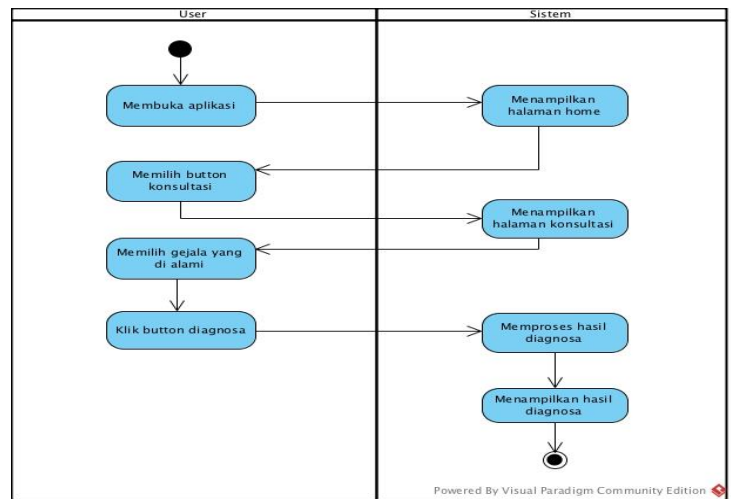 User
Sistem
Membuka aplikasi
Menampilkan
halaman home
Memilih button
konsultasi
Menampilkan
halaman konsultasi
Memilih gejala yang
di alami
Klik button diagnosa
Memproses hasil
diagnosa
Menampilkan hasil
diagnosa
Powered By Visual Paradigm Community Edition